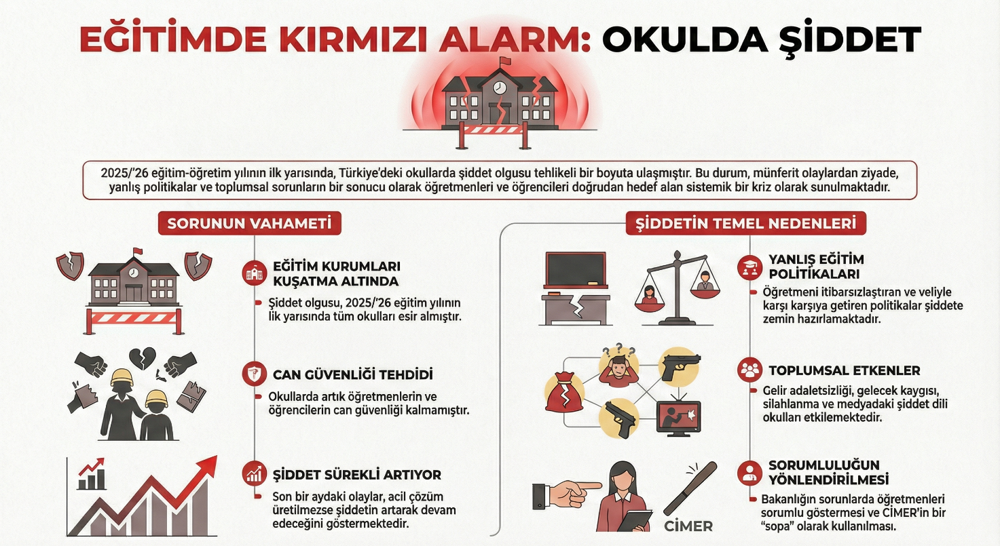 EĞİTİMDE KIRMIZI ALARM: OKULDA ŞİDDET
2025/'26 eğitim-öğretim yılının ilk yarısında, Türkiye'deki okullarda şiddet olgusu tehlikeli bir boyuta ulaşmıştır. Bu durum, münferit olaylardan ziyade,
yanlış politikalar ve toplumsal sorunların bir sonucu olarak öğretmenleri ve öğrencileri doğrudan hedef alan sistemik bir kriz olarak sunulmaktadır.
SORUNUN VAHAMETİ
EĞİTİM KURUMLARI
KUŞATMA ALTINDA
Şiddet olgusu, 2025/'26 eğitim yılının
lik yarısında tüm okulları esir almıştır.
CAN GÜVENLİĞİ TEHDİDİ
Okullarda artık öğretmenlerin ve
öğrencilerin can güvenliği kalmamıştır.
ŞİDDET SÜREKLİ ARTIYOR
Son bir aydaki olaylar, acil çözüm
üretilmezse şiddetin artarak devam
edeceğini göstermektedir.
ŞİDDETİN TEMEL NEDENLERİ
YANLIŞ EĞİTİM
POLİTİKALARI
Öğretmeni itibarsızlaştıran ve veliyle
karşı karşıya getiren politikalar şiddete
zemin hazırlamaktadır.
TOPLUMSAL ETKENLER
Gelir adaletsizliği, gelecek kaygısı,
silahlanma ve medyadaki şiddet dili
okullan etkilemektedir.
SORUMLULUĞUN
YÖNLENDİRİLMESİ
Bakanlığın sorunlarda öğretmenleri
sorumlu göstermesi ve CİMER'in bir
"sopa" olarak kullanılması.
? ? ?
CİMER